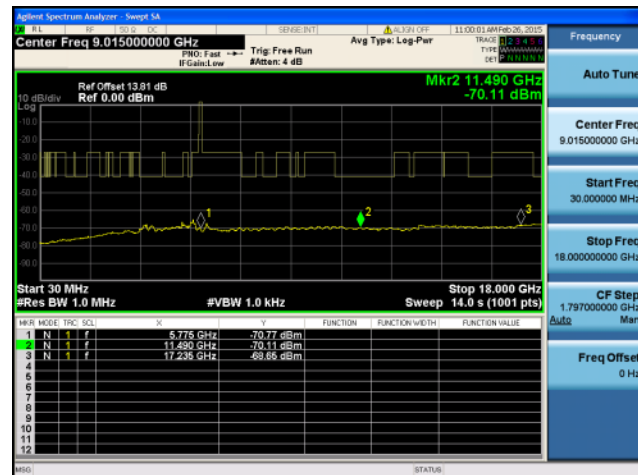 Agilent Spectrum Analyzer - Swept SA
RL RF 50 Ω DC SENSE:INT ALIGN OFF 11:00:01 AM Feb 26, 2015
Center Freq 9.015000000 GHz
PNO: Fast
IFGain:Low
Trig: Free Run
#Atten: 4 dB
Avg Type: Log-Pwr
TRACE 1 2 3 4 5 6
TYPE
DET P N N N N N
Ref Offset 13.81 dB
Ref 0.00 dBm
10 dB/div
Log
Mkr2 11.490 GHz
-70.11 dBm
-10.0
-20.0
-30.0
-40.0
-50.0
-60.0
-70.0
-80.0
-90.0
1
2
3
Start 30 MHz
Stop 18.000 GHz
#Res BW 1.0 MHz #VBW 1.0 kHz Sweep 14.0 s (1001 pts)
MKR MODE TRC SCL X Y FUNCTION FUNCTION WIDTH FUNCTION VALUE
1 N 1 f 5.775 GHz -70.77 dBm
2 N 1 f 11.490 GHz -70.11 dBm
3 N 1 f 17.235 GHz -68.65 dBm
4
5
6
7
8
9
10
11
12
MSG STATUS
Frequency
Auto Tune
Center Freq
9.015000000 GHz
Start Freq
30.000000 MHz
Stop Freq
18.000000000 GHz
CF Step
1.797000000 GHz
Auto Man
Freq Offset
0 Hz